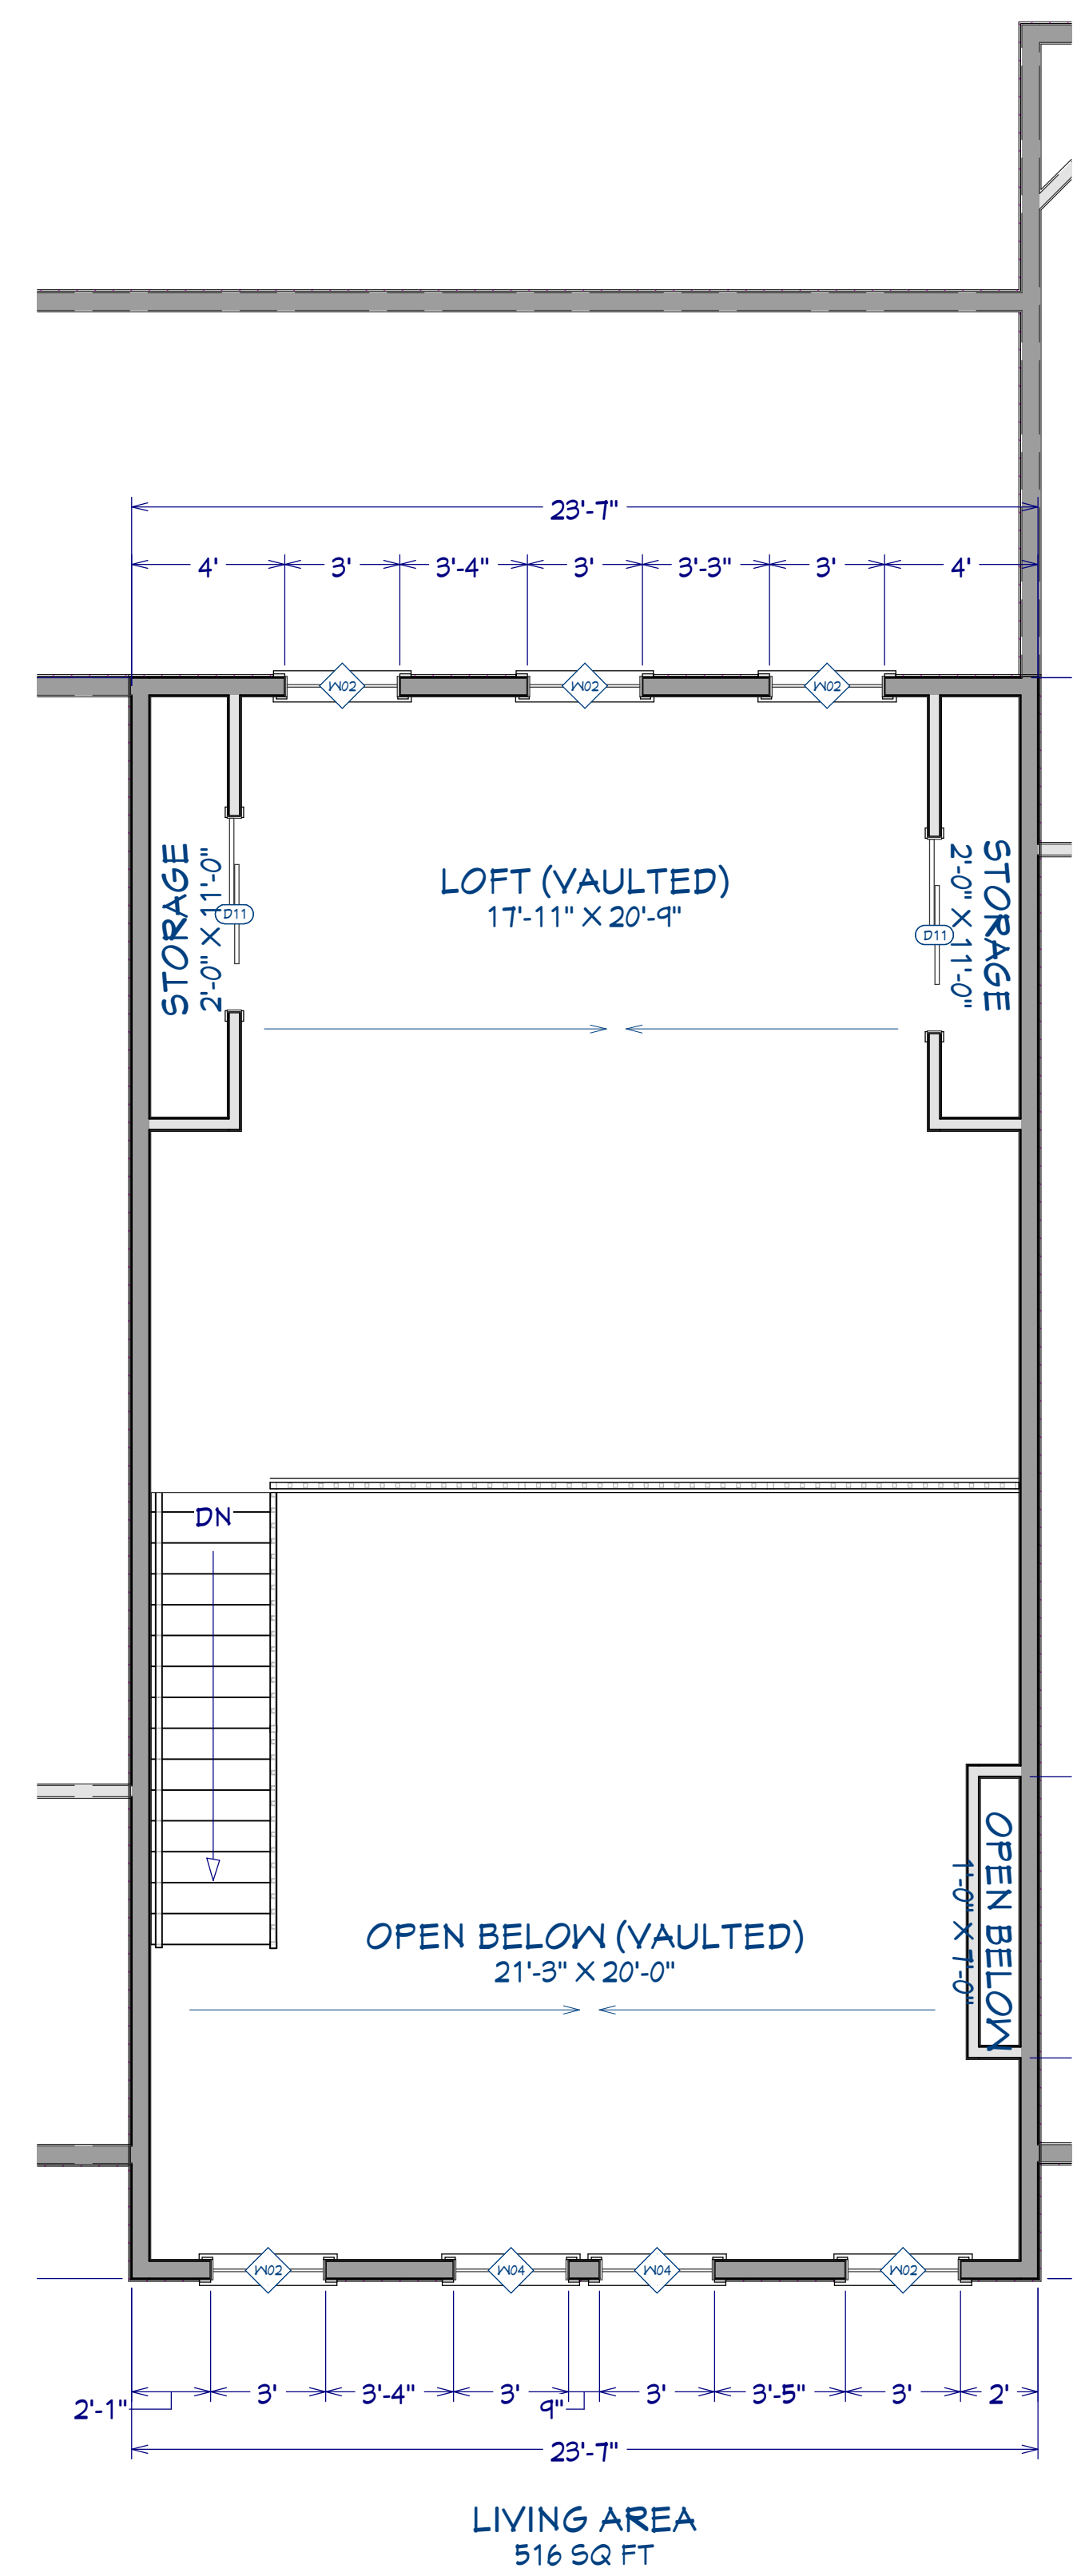 23'-7"
4' 3' 3'-4" 3' 3'-3" 3' 4'
W02 W02 W02
STORAGE
2'-0" X 11'-0"
D11
LOFT (VAULTED)
17'-11" X 20'-9"
STORAGE
2'-0" X 11'-0"
D11
DN
OPEN BELOW (VAULTED)
21'-3" X 20'-0"
OPEN BELOW
1'-0" X 7'-0"
W02 W04 W04 W02
2'-1" 3' 3'-4" 3' 9" 3' 3'-5" 3' 2'
23'-7"
LIVING AREA
516 SQ FT